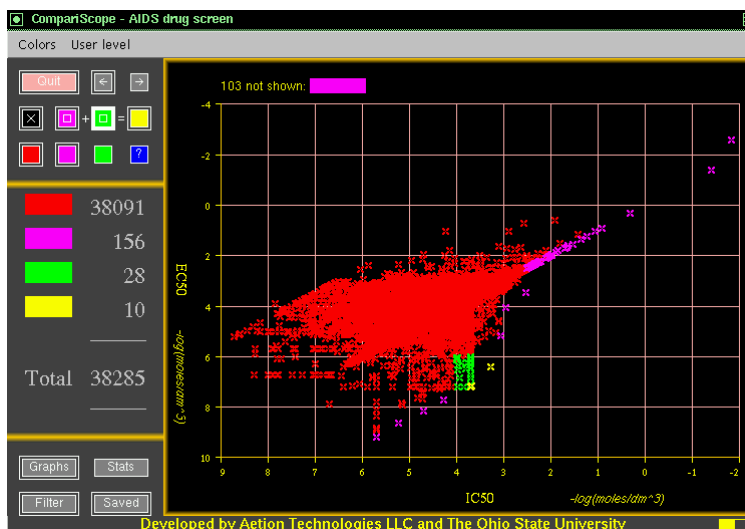 CompariScope - AIDS drug screen
Colors User level
Quit ← →
+ =
?
38091
156
28
10
Total 38285
Graphs Stats
Filter Saved
103 not shown:
-4
-2
0
2
4
6
8
10
EC50
-log(moles/dm^3)
9 8 7 6 5 4 3 2 1 0 -1 -2
IC50 -log(moles/dm^3)
Developed by Aetion Technologies LLC and The Ohio State University